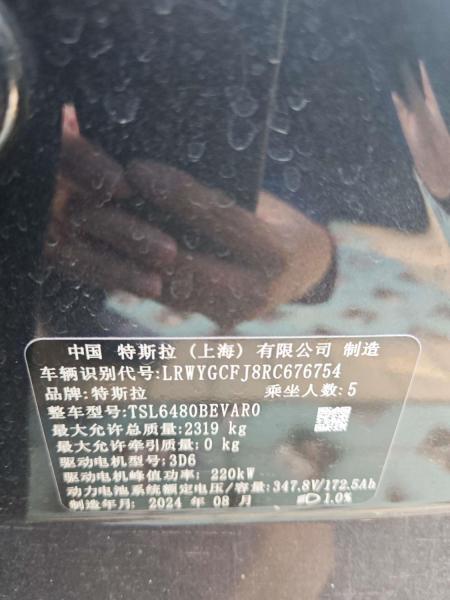 中国 特斯拉（上海）有限公司 制造
车辆识别代号:LRWYGCFJ8RC676754
品牌:特斯拉 乘坐人数:5
整车型号:TSL6480BEVAR0
最大允许总质量:2319 kg
最大允许牵引质量:0 kg
驱动电机型号:3D6
驱动电机峰值功率: 220kW
动力电池系统额定电压/容量:347.8V/172.5Ah
制造年月: 2024 年 08 月 1.0%